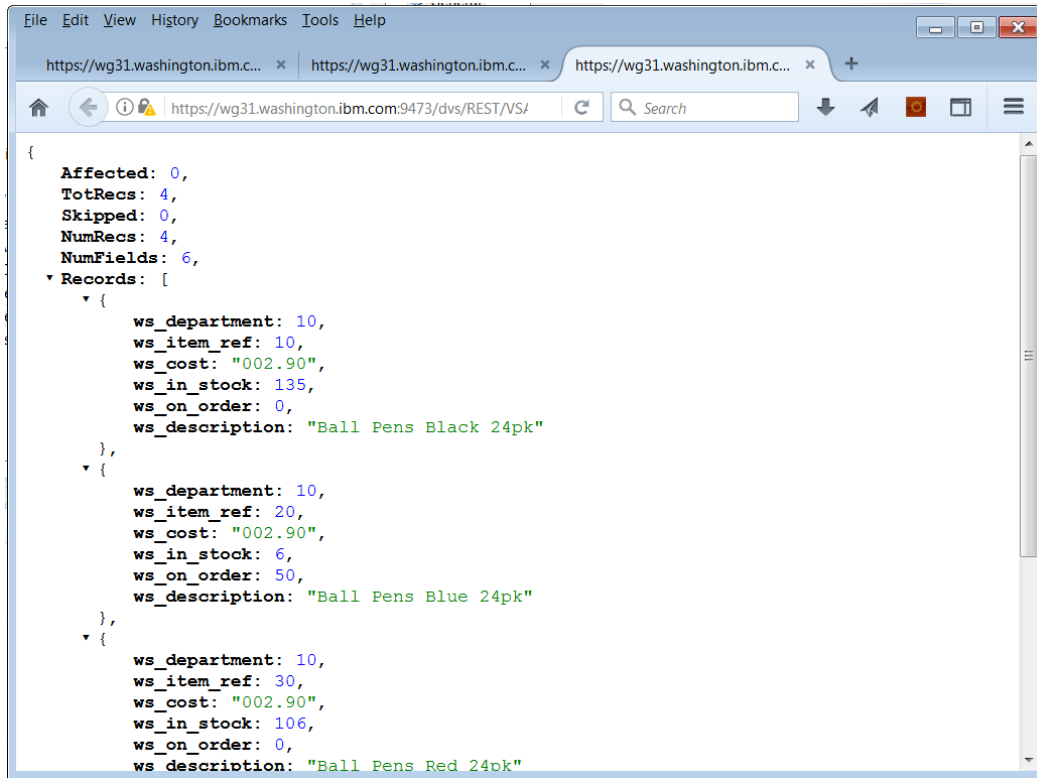 File Edit View History Bookmarks Tools Help
https://wg31.washington.ibm.c... × https://wg31.washington.ibm.c... × https://wg31.washington.ibm.c... × +
https://wg31.washington.ibm.com:9473/dvs/REST/VSA Search
{
Affected: 0,
TotRecs: 4,
Skipped: 0,
NumRecs: 4,
NumFields: 6,
▼ Records: [
▼ {
ws_department: 10,
ws_item_ref: 10,
ws_cost: "002.90",
ws_in_stock: 135,
ws_on_order: 0,
ws_description: "Ball Pens Black 24pk"
},
▼ {
ws_department: 10,
ws_item_ref: 20,
ws_cost: "002.90",
ws_in_stock: 6,
ws_on_order: 50,
ws_description: "Ball Pens Blue 24pk"
},
▼ {
ws_department: 10,
ws_item_ref: 30,
ws_cost: "002.90",
ws_in_stock: 106,
ws_on_order: 0,
ws_description: "Ball Pens Red 24pk"